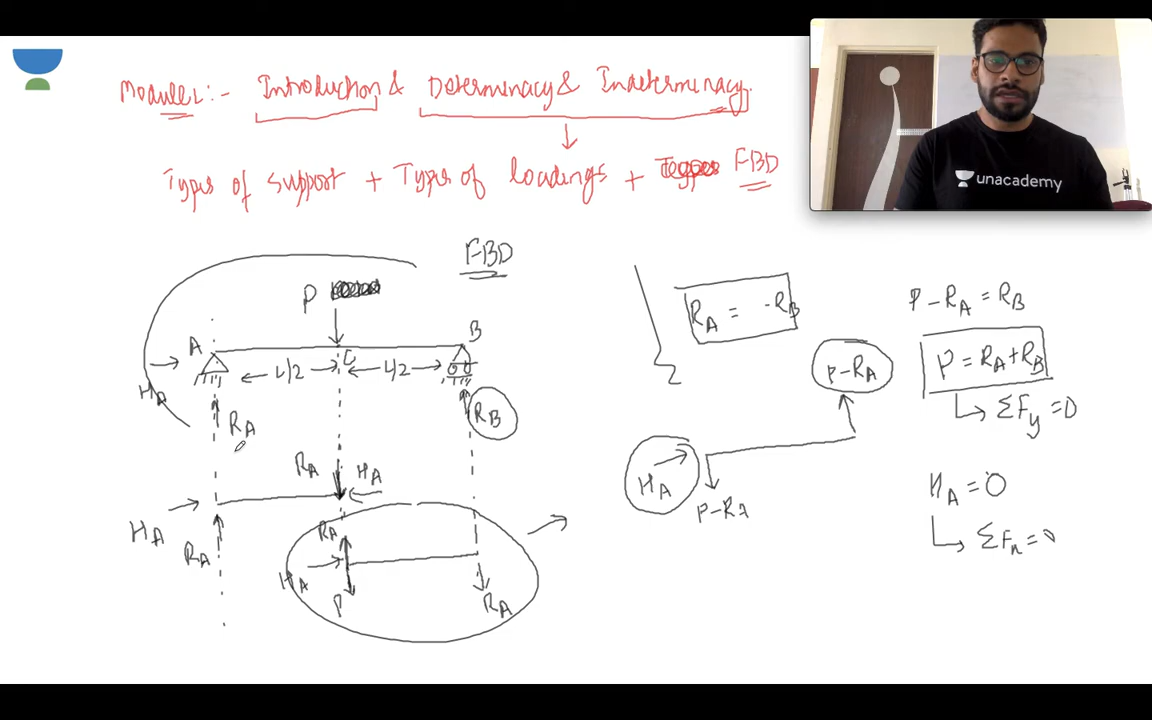 Module 1:- Introduction & Determinacy & Indeterminacy.
Types of support + Types of loadings + FBD
unacademy
FBD
P
A
B
C
L/2
L/2
HA
RA
RB
RA
HA
HA
RA
RA
HA
P
RA
RA = -RB
P-RA
HA
P-RA
P - RA = RB
P = RA + RB
ΣFy = 0
HA = 0
ΣFx = 0